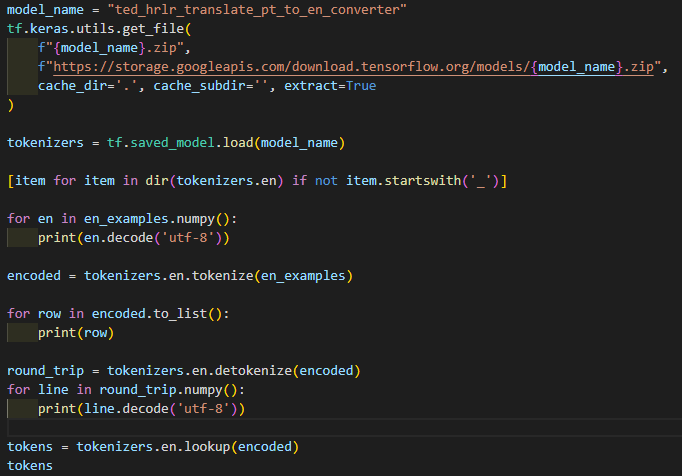 model_name = "ted_hrlr_translate_pt_to_en_converter"
tf.keras.utils.get_file(
    f"{model_name}.zip",
    f"https://storage.googleapis.com/download.tensorflow.org/models/{model_name}.zip",
    cache_dir='.', cache_subdir='', extract=True
)
tokenizers = tf.saved_model.load(model_name)
[item for item in dir(tokenizers.en) if not item.startswith('_')]
for en in en_examples.numpy():
    print(en.decode('utf-8'))
encoded = tokenizers.en.tokenize(en_examples)
for row in encoded.to_list():
    print(row)
round_trip = tokenizers.en.detokenize(encoded)
for line in round_trip.numpy():
    print(line.decode('utf-8'))
tokens = tokenizers.en.lookup(encoded)
tokens